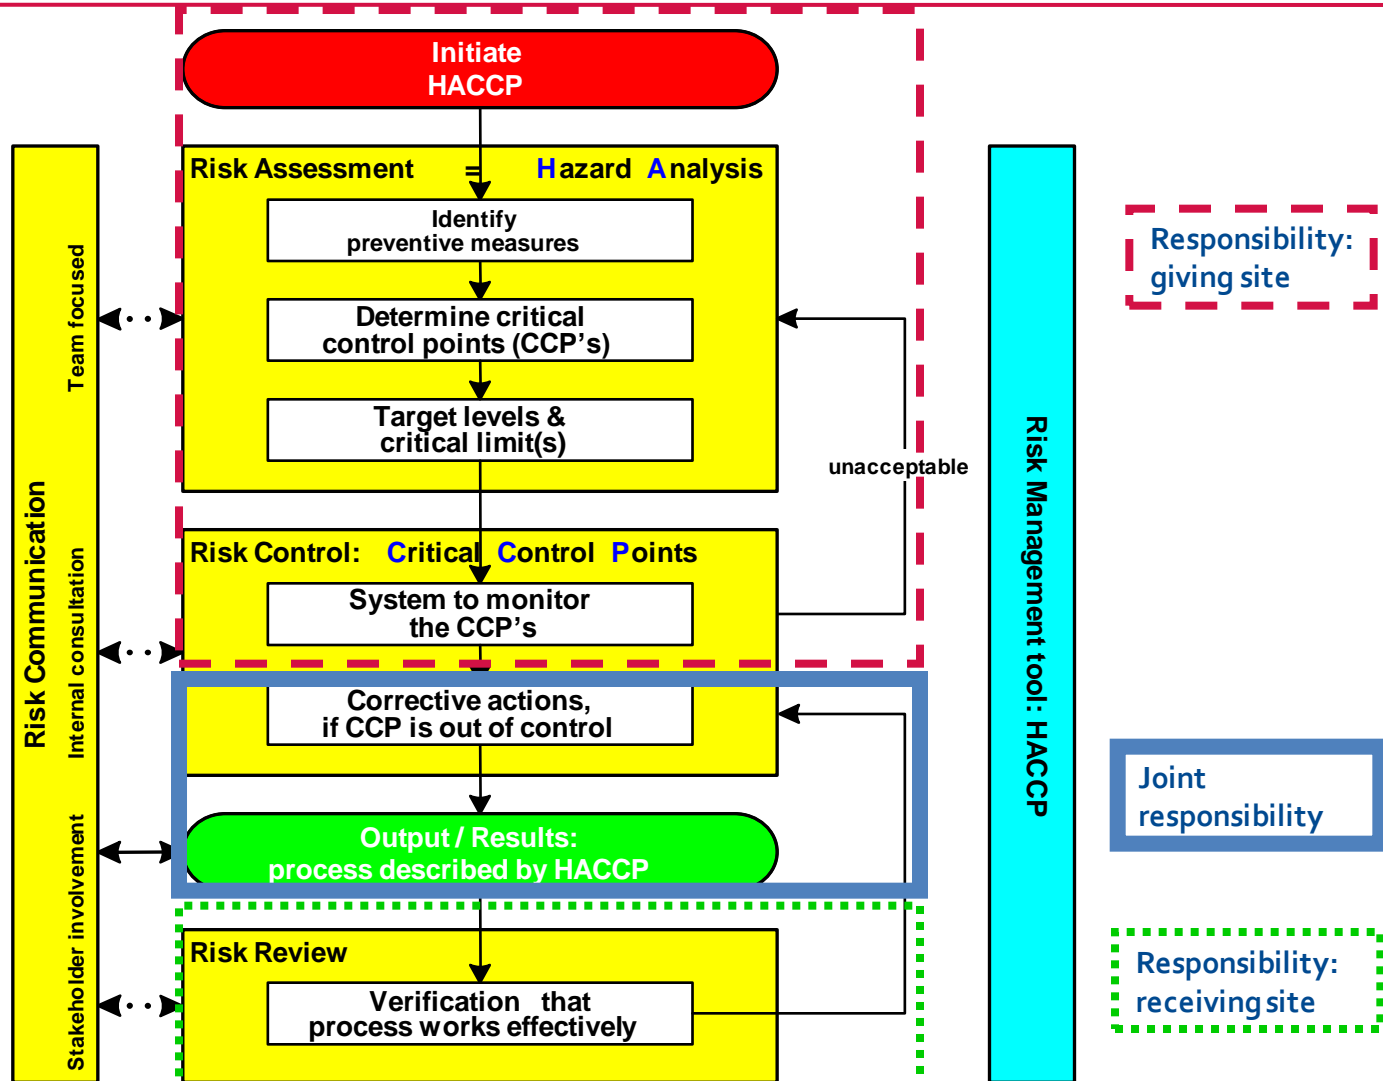 Initiate
HACCP
Risk Assessment = Hazard Analysis
Identify
preventive measures
Determine critical
control points (CCP’s)
Target levels &
critical limit(s)
unacceptable
Risk Control: Critical Control Points
System to monitor
the CCP’s
Corrective actions,
if CCP is out of control
Output / Results:
process described by HACCP
Risk Review
Verification that
process works effectively
Risk Communication
Team focused
Internal consultation
Stakeholder involvement
Risk Management tool: HACCP
Responsibility:
giving site
Joint
responsibility
Responsibility:
receiving site